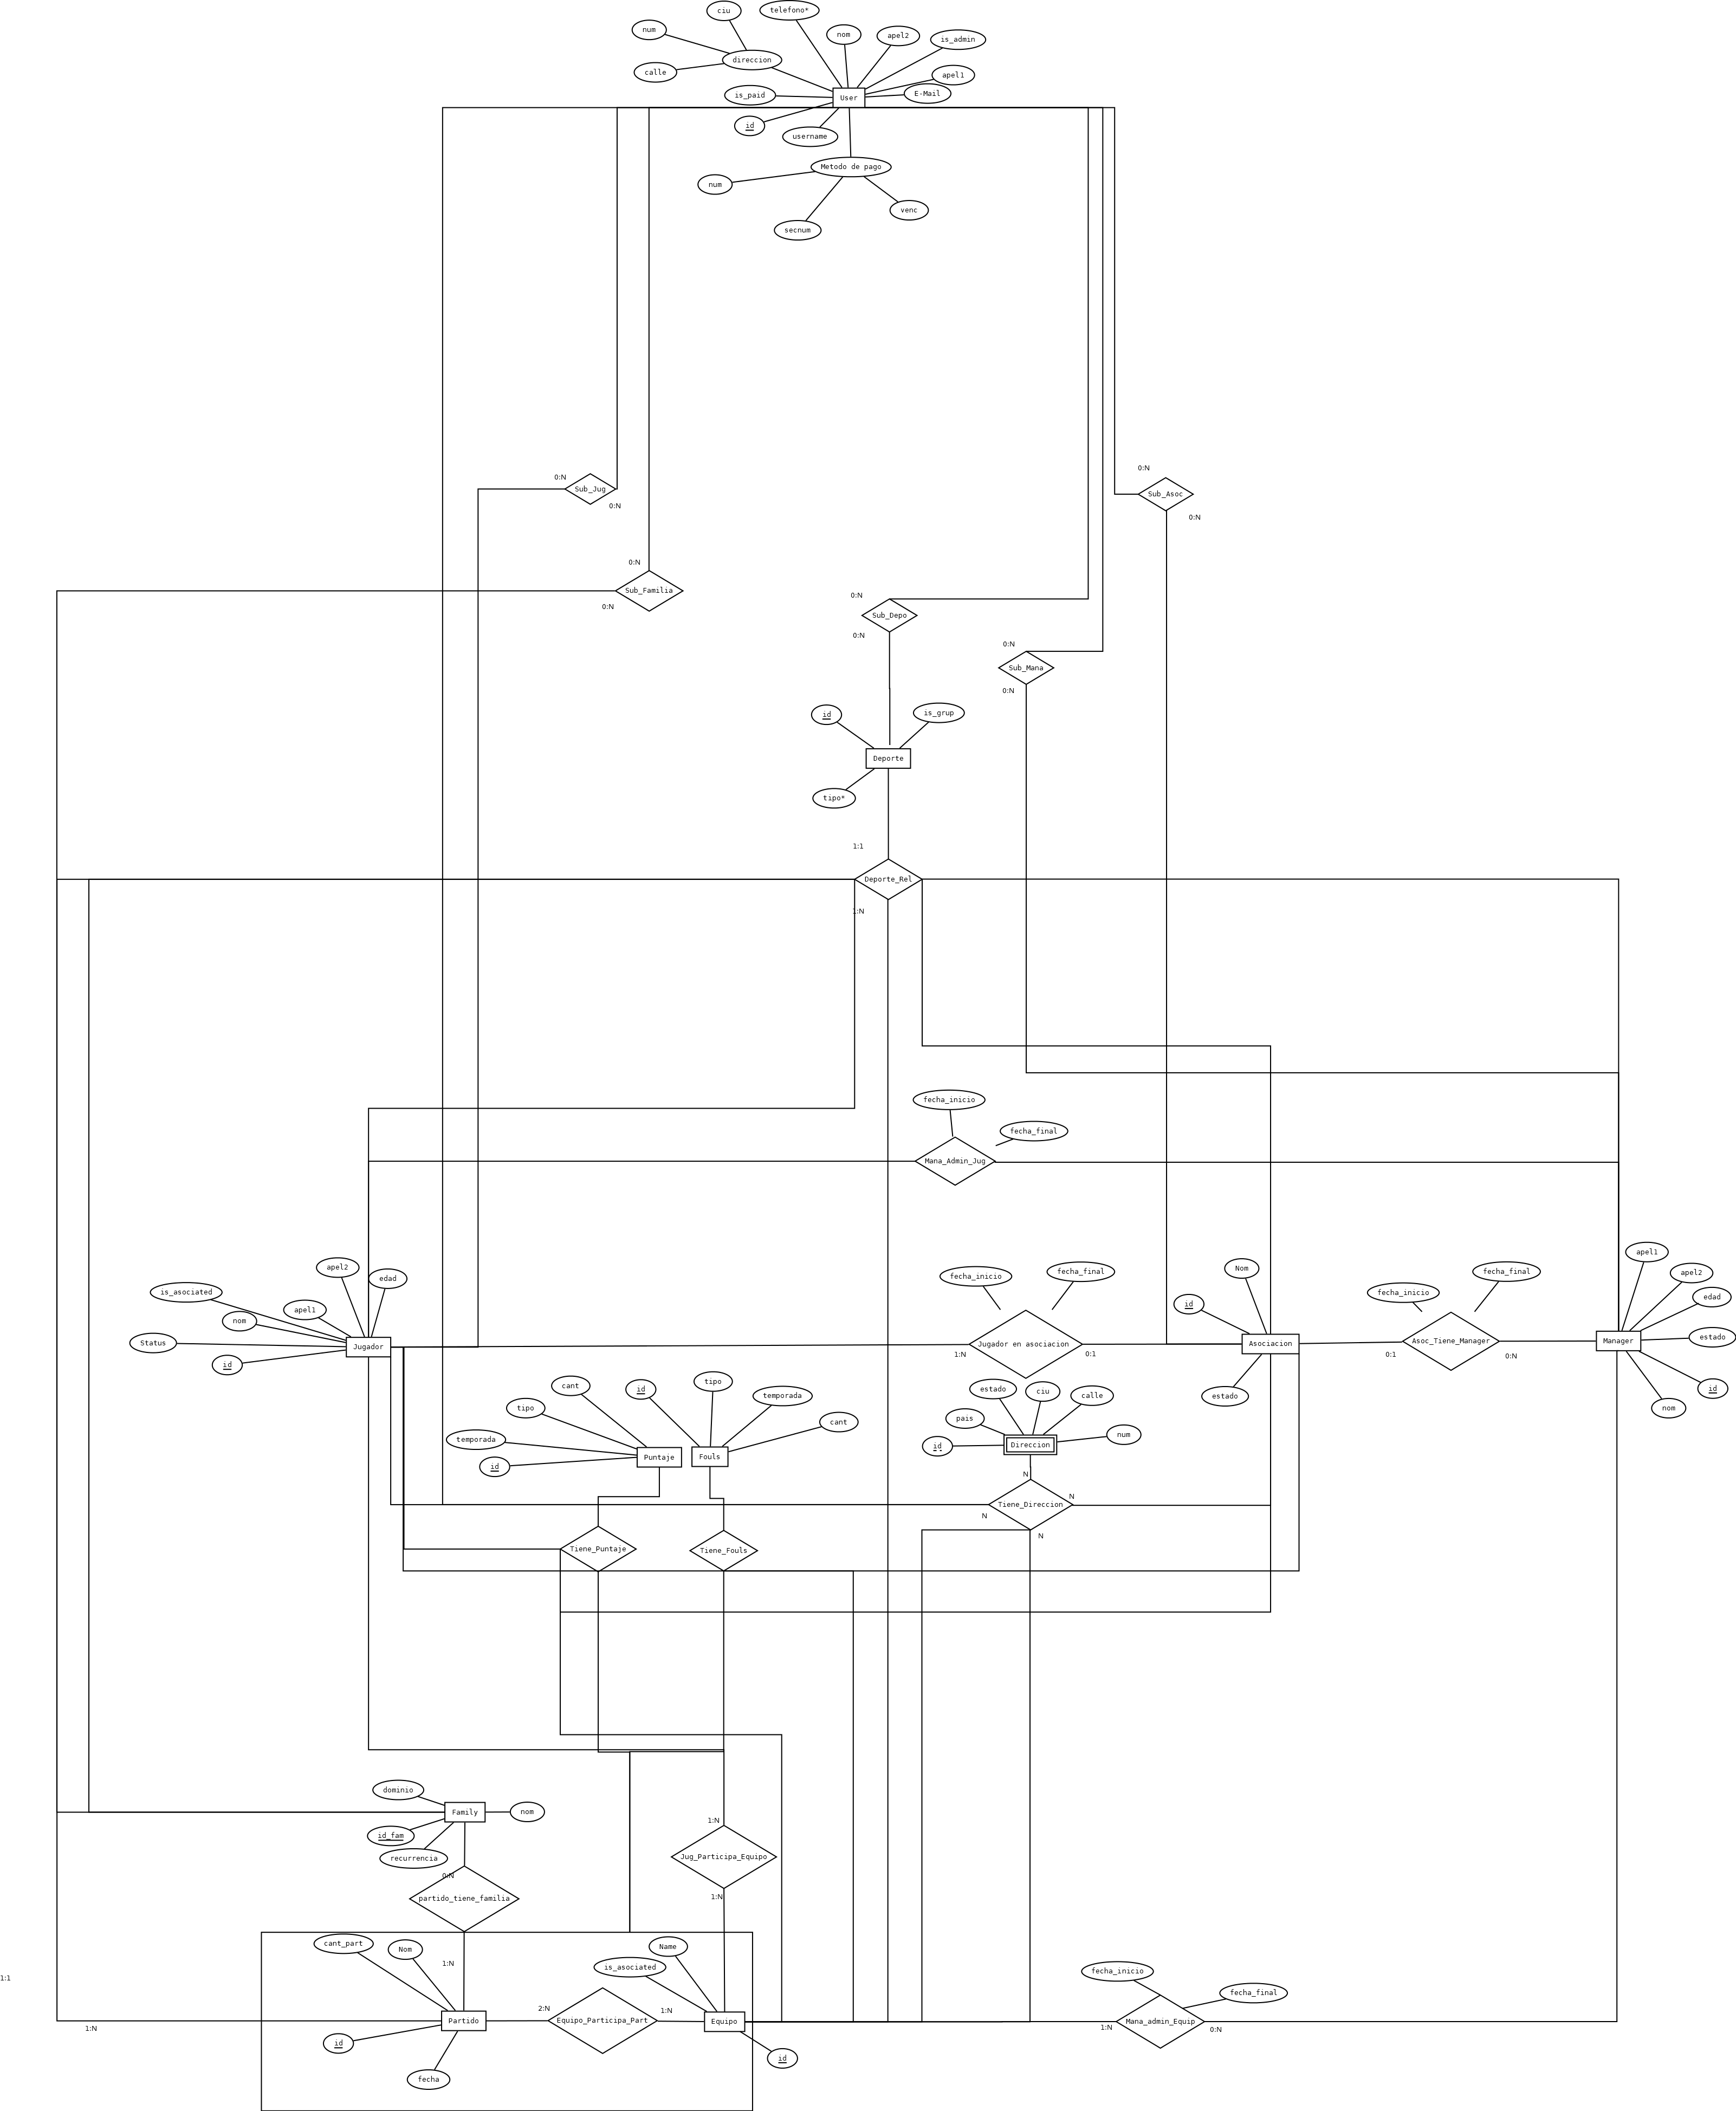 ciu
telefono*
num
nom
apel2
is_admin
direccion
calle
apel1
is_paid
User
E-Mail
id
username
Metodo de pago
num
venc
secnum
0:N
Sub_Jug
0:N
0:N
Sub_Asoc
0:N
0:N
Sub_Familia
0:N
0:N
Sub_Depo
0:N
0:N
Sub_Mana
0:N
id
is_grup
Deporte
tipo*
1:1
Deporte_Rel
1:N
fecha_inicio
fecha_final
Mana_Admin_Jug
apel2
edad
is_asociated
apel1
nom
Status
Jugador
id
fecha_inicio
fecha_final
Jugador en asociacion
1:N
0:1
Nom
id
Asociacion
estado
fecha_inicio
fecha_final
Asoc_Tiene_Manager
0:1
0:N
apel1
apel2
edad
estado
Manager
id
nom
cant
tipo
temporada
id
Puntaje
id
tipo
temporada
cant
Fouls
estado
ciu
calle
pais
num
id
Direccion
N
N
Tiene_Direccion
N
N
Tiene_Puntaje
Tiene_Fouls
dominio
Family
nom
id_fam
recurrencia
0:N
partido_tiene_familia
1:N
1:N
Jug_Participa_Equipo
1:N
cant_part
Nom
Name
is_asociated
1:1
2:N
1:N
Partido
Equipo_Participa_Part
Equipo
1:N
id
fecha
id
fecha_inicio
fecha_final
Mana_admin_Equip
1:N
0:N